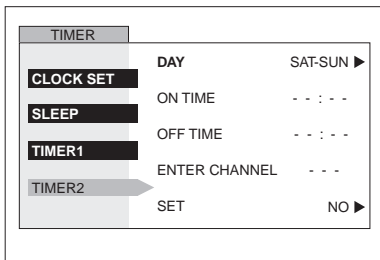 TIMER
CLOCK SET
SLEEP
TIMER1
TIMER2
DAY SAT-SUN ▶
ON TIME - - : - -
OFF TIME - - : - -
ENTER CHANNEL - - -
SET NO ▶